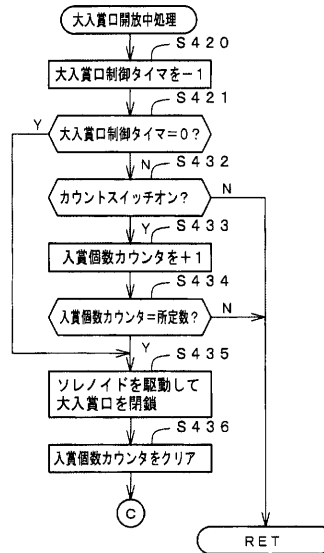 大入賞口開放中処理
S420
大入賞口制御タイマを−1
S421
Y
大入賞口制御タイマ=0?
N
S432
カウントスイッチオン?
N
Y
S433
入賞個数カウンタを+1
S434
入賞個数カウンタ=所定数?
N
Y
S435
ソレノイドを駆動して
大入賞口を閉鎖
S436
入賞個数カウンタをクリア
C
RET